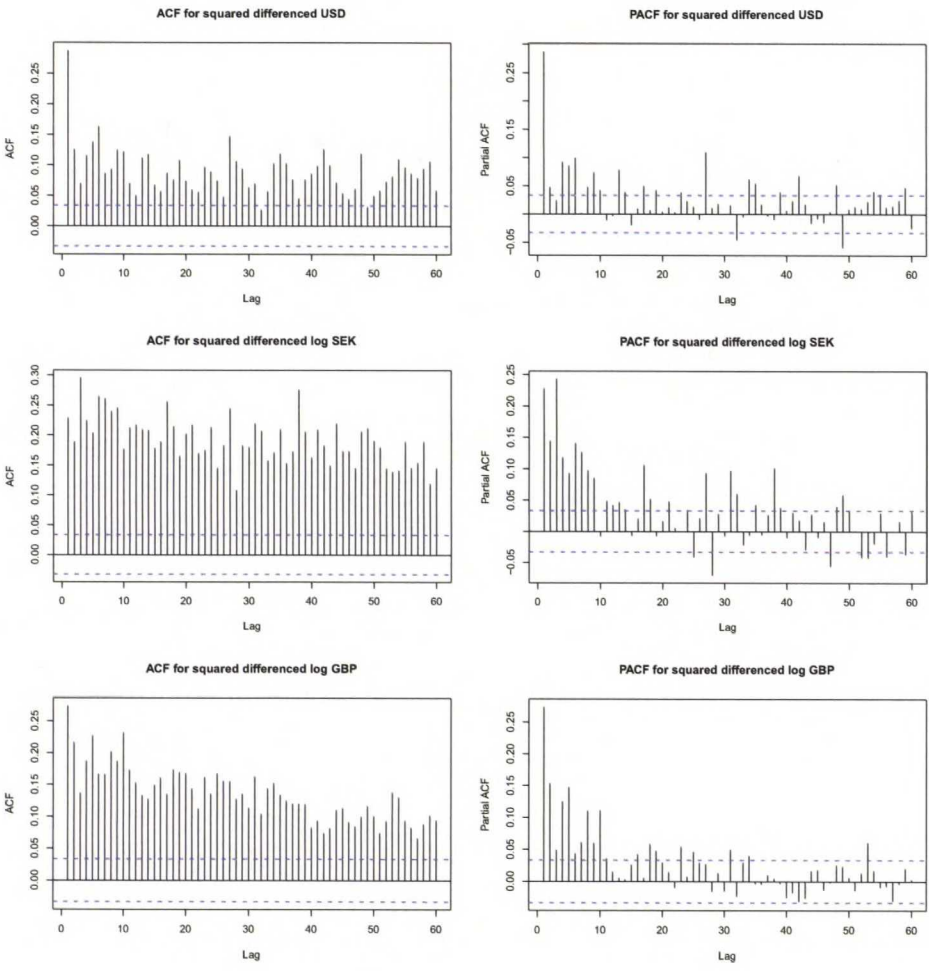 ACF for squared differenced USD
ACF
0.25
0.20
0.15
0.10
0.05
0.00
0 10 20 30 40 50 60
Lag
PACF for squared differenced USD
Partial ACF
0.25
0.15
0.05
−0.05
0 10 20 30 40 50 60
Lag
ACF for squared differenced log SEK
ACF
0.30
0.25
0.20
0.15
0.10
0.05
0.00
0 10 20 30 40 50 60
Lag
PACF for squared differenced log SEK
Partial ACF
0.25
0.20
0.15
0.10
0.05
−0.05
0 10 20 30 40 50 60
Lag
ACF for squared differenced log GBP
ACF
0.25
0.20
0.15
0.10
0.05
0.00
0 10 20 30 40 50 60
Lag
PACF for squared differenced log GBP
Partial ACF
0.25
0.20
0.15
0.10
0.05
0.00
0 10 20 30 40 50 60
Lag